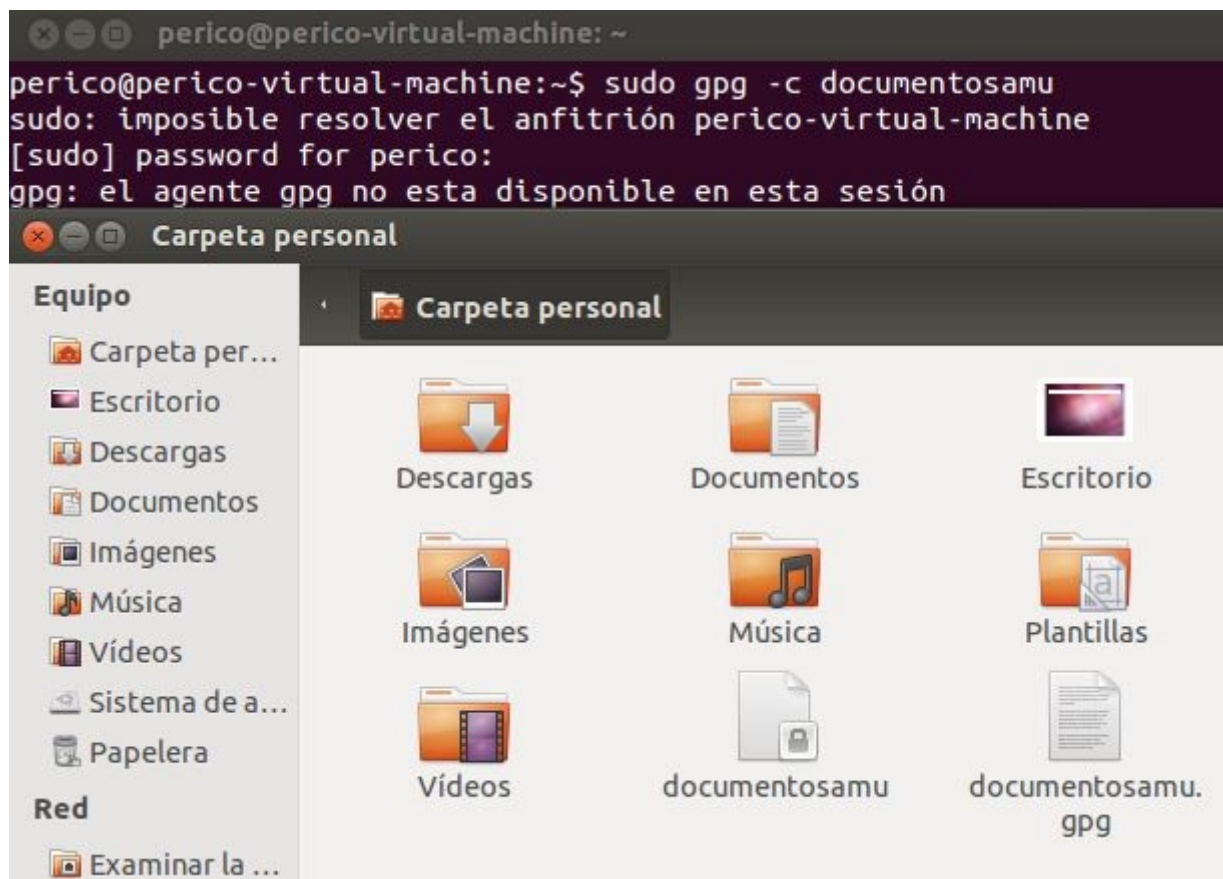 perico@perico-virtual-machine: ~
perico@perico-virtual-machine:~$ sudo gpg -c documentosamu
sudo: imposible resolver el anfitrión perico-virtual-machine
[sudo] password for perico:
gpg: el agente gpg no esta disponible en esta sesión
Carpeta personal
Equipo
Carpeta per...
Escritorio
Descargas
Documentos
Imágenes
Música
Vídeos
Sistema de a...
Papelera
Red
Examinar la ...
Carpeta personal
Descargas
Documentos
Escritorio
Imágenes
Música
Plantillas
Vídeos
documentosamu
documentosamu.
gpg